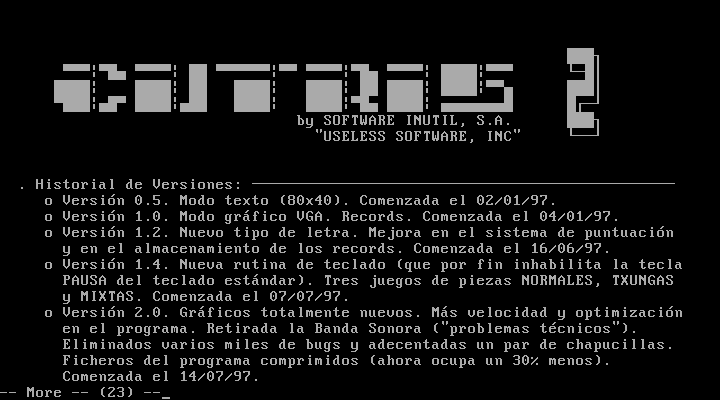 CUTRIS 2
by SOFTWARE INUTIL, S.A.
"USELESS SOFTWARE, INC"
. Historial de Versiones:
o Versión 0.5. Modo texto (80x40). Comenzada el 02/01/97.
o Versión 1.0. Modo gráfico VGA. Records. Comenzada el 04/01/97.
o Versión 1.2. Nuevo tipo de letra. Mejora en el sistema de puntuación
y en el almacenamiento de los records. Comenzada el 16/06/97.
o Versión 1.4. Nueva rutina de teclado (que por fin inhabilita la tecla
PAUSA del teclado estándar). Tres juegos de piezas NORMALES, TXUNGAS
y MIXTAS. Comenzada el 07/07/97.
o Versión 2.0. Gráficos totalmente nuevos. Más velocidad y optimización
en el programa. Retirada la Banda Sonora ("problemas técnicos").
Eliminados varios miles de bugs y adecentadas un par de chapucillas.
Ficheros del programa comprimidos (ahora ocupa un 30% menos).
Comenzada el 14/07/97.
-- More -- (23) --_